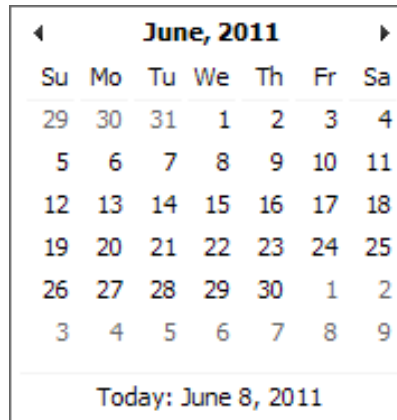 June, 2011
Su Mo Tu We Th Fr Sa
29 30 31 1 2 3 4
5 6 7 8 9 10 11
12 13 14 15 16 17 18
19 20 21 22 23 24 25
26 27 28 29 30 1 2
3 4 5 6 7 8 9
Today: June 8, 2011